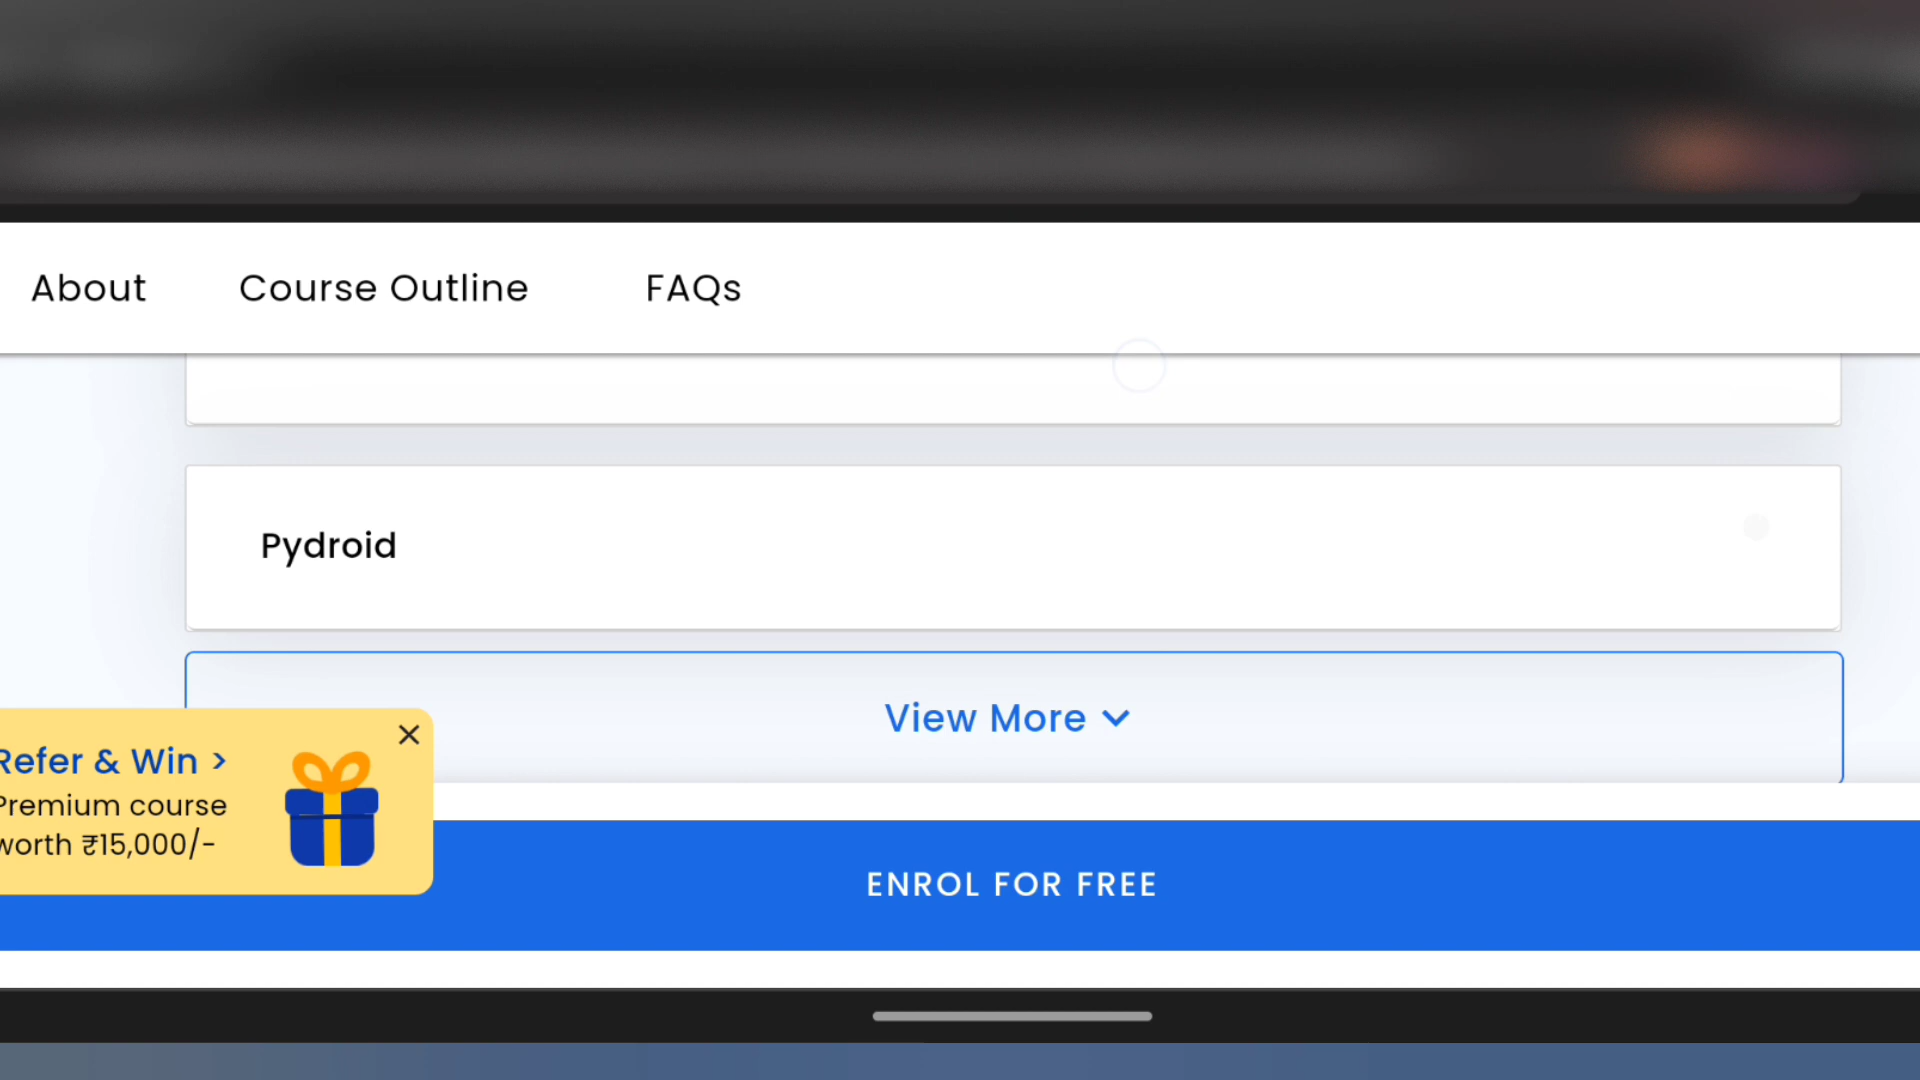 About
Course Outline
FAQs
Pydroid
View More
Refer & Win >
Premium course
worth ₹15,000/-
ENROL FOR FREE